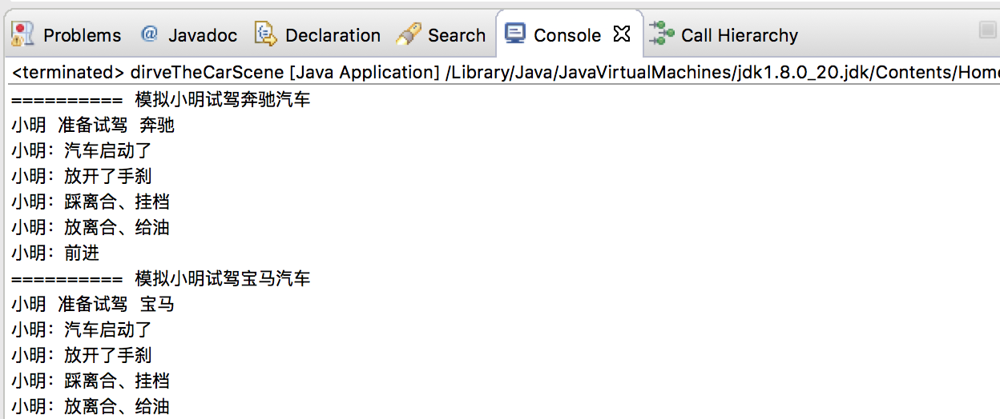 Problems @ Javadoc Declaration Search Console Call Hierarchy
<terminated> dirveTheCarScene [Java Application] /Library/Java/JavaVirtualMachines/jdk1.8.0_20.jdk/Contents/Home
========== 模拟小明试驾奔驰汽车
小明 准备试驾 奔驰
小明：汽车启动了
小明：放开了手刹
小明：踩离合、挂档
小明：放离合、给油
小明：前进
========== 模拟小明试驾宝马汽车
小明 准备试驾 宝马
小明：汽车启动了
小明：放开了手刹
小明：踩离合、挂档
小明：放离合、给油